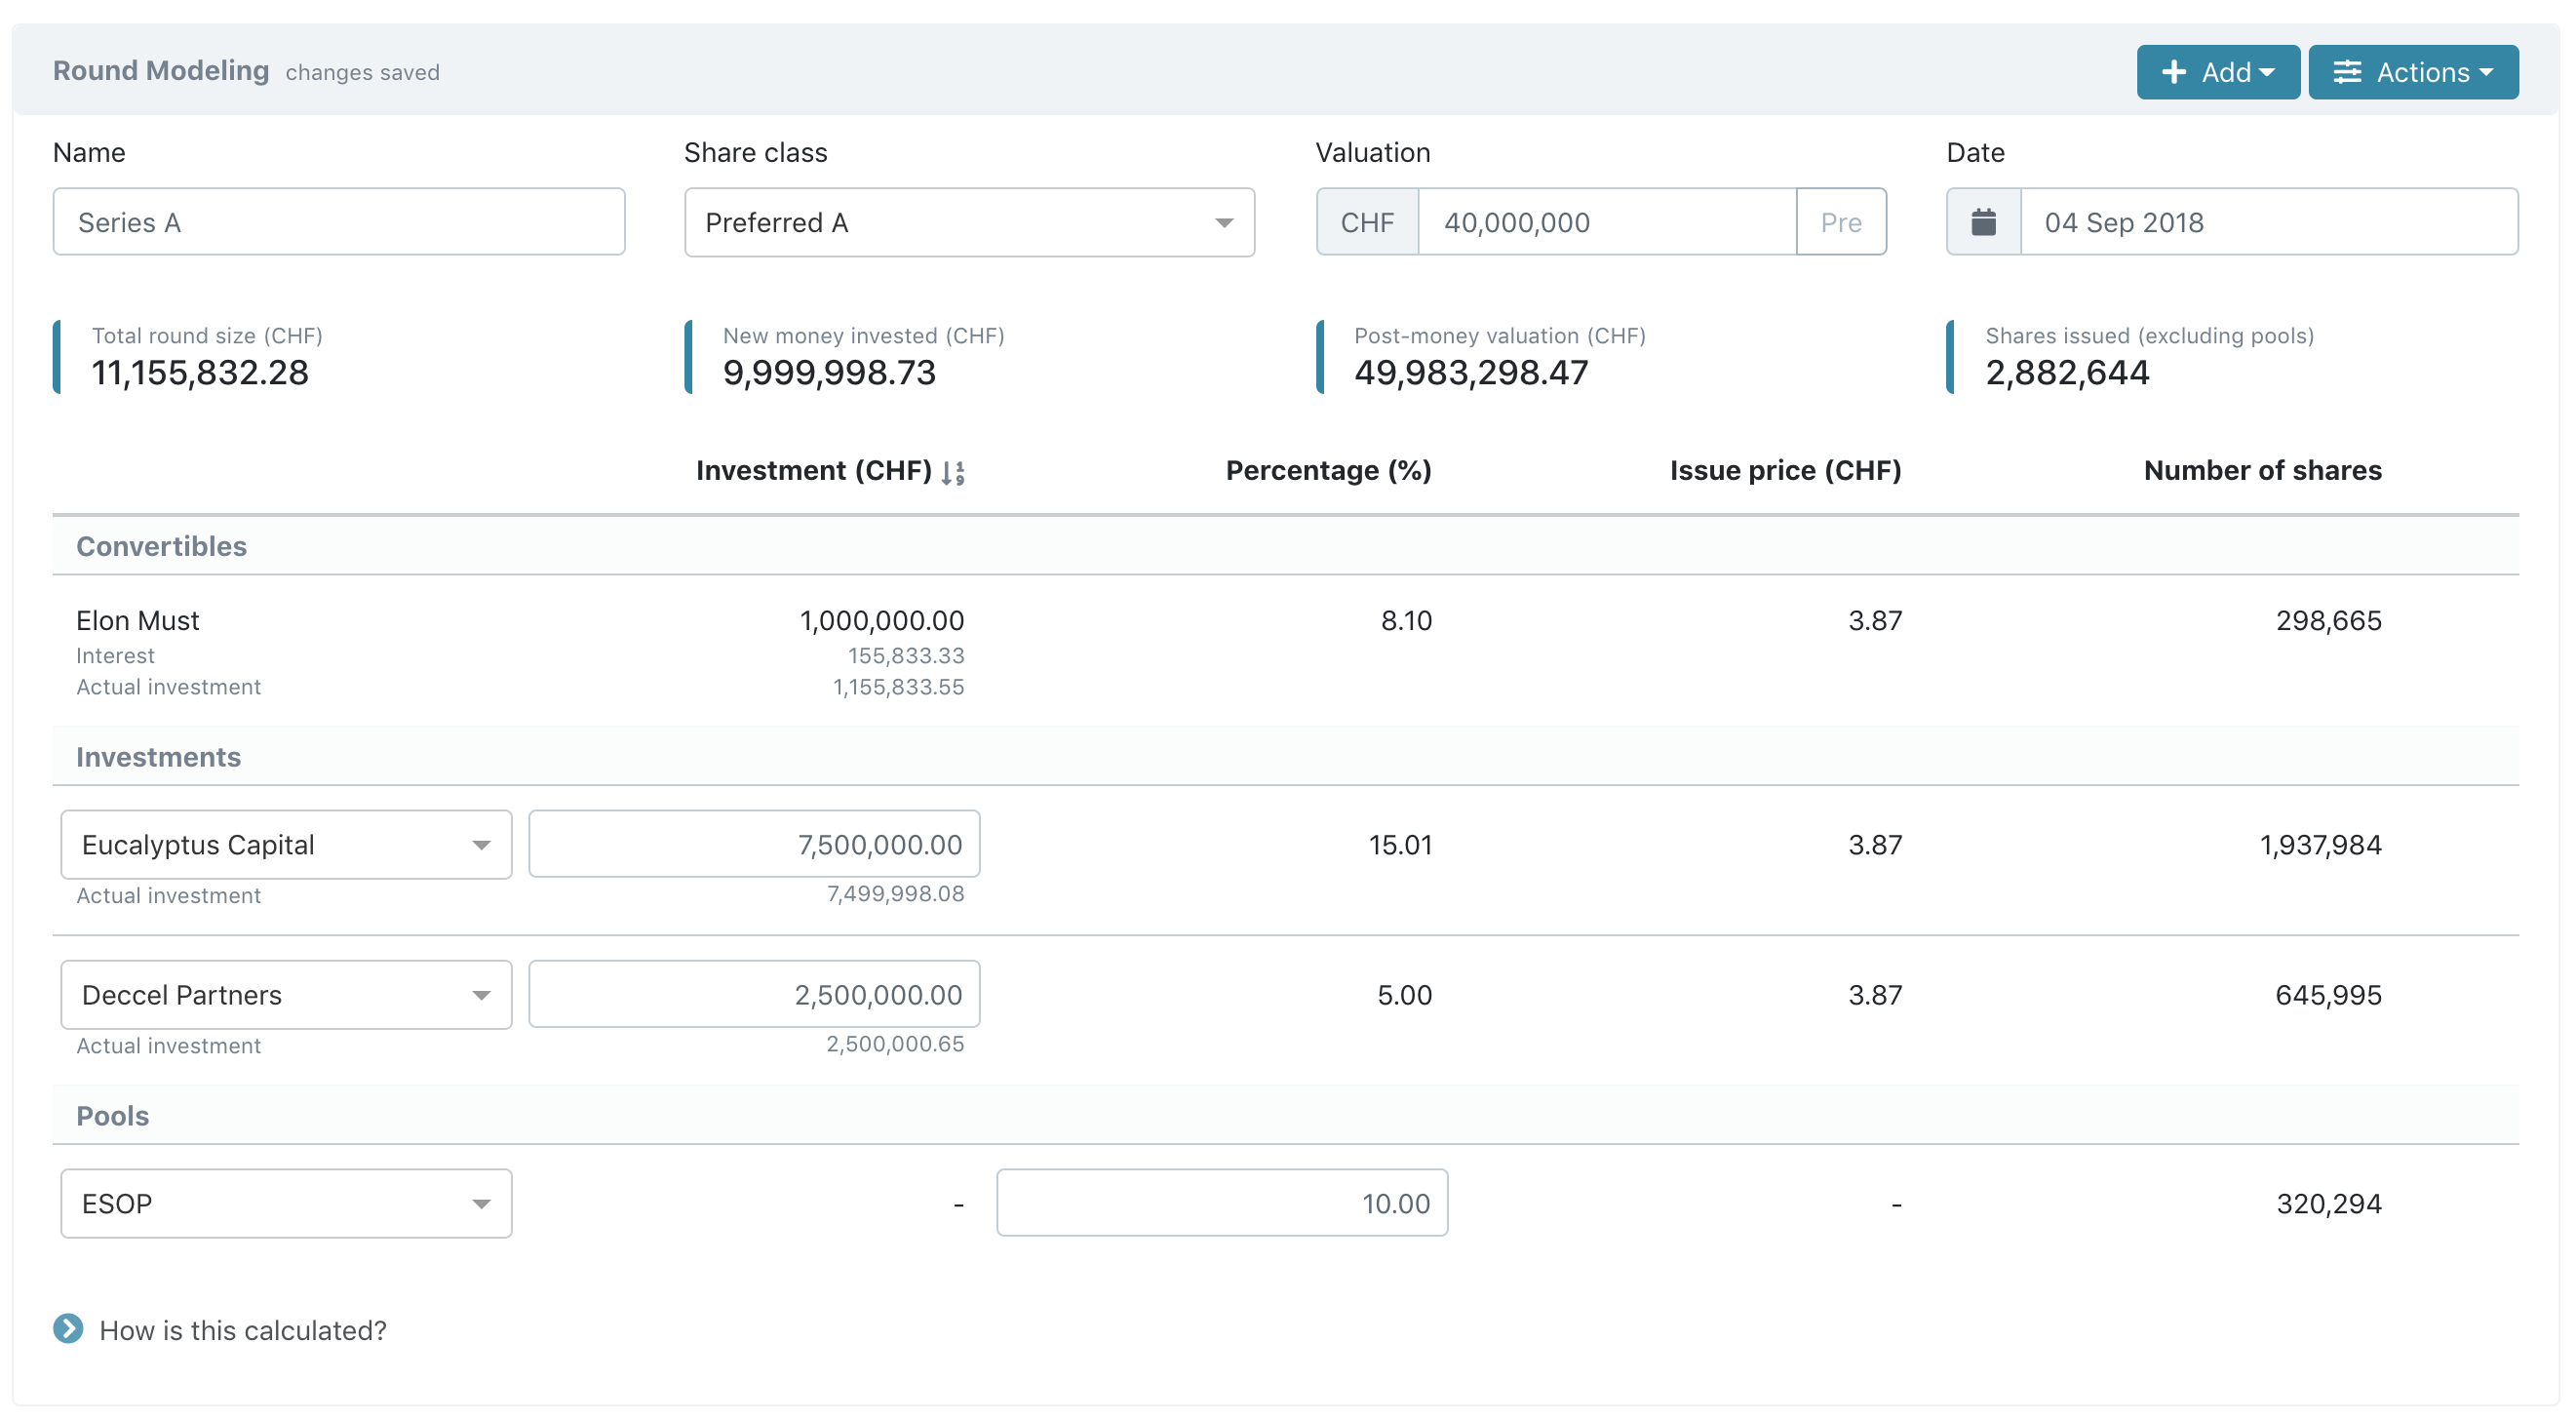 Round Modeling changes saved
Add Actions
Name Share class Valuation Date
Series A Preferred A CHF 40,000,000 Pre 04 Sep 2018
Total round size (CHF) New money invested (CHF) Post-money valuation (CHF) Shares issued (excluding pools)
11,155,832.28 9,999,998.73 49,983,298.47 2,882,644
Investment (CHF) Percentage (%) Issue price (CHF) Number of shares
Convertibles
Elon Must 1,000,000.00 8.10 3.87 298,665
Interest 155,833.33
Actual investment 1,155,833.55
Investments
Eucalyptus Capital 7,500,000.00 15.01 3.87 1,937,984
Actual investment 7,499,998.08
Deccel Partners 2,500,000.00 5.00 3.87 645,995
Actual investment 2,500,000.65
Pools
ESOP - 10.00 - 320,294
How is this calculated?